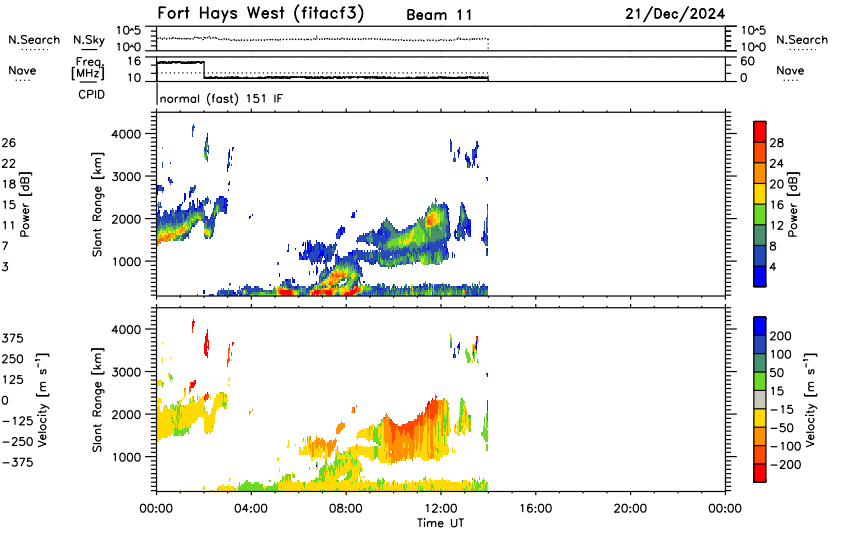 Fort Hays West (fitacf3) Beam 11 21/Dec/2024
N.Search N.Sky 10^5 10^0 10^5 10^0 N.Search
Nave Freq. [MHz] 16 10 60 0 Nave
CPID normal (fast) 151 IF
26 22 18 15 11 7 3
Power [dB]
Slant Range [km]
4000
3000
2000
1000
28
24
20
16
12
8
4
Power [dB]
375
250
125
0
-125
-250
-375
Velocity [m s⁻¹]
Slant Range [km]
4000
3000
2000
1000
200
100
50
15
-15
-50
-100
-200
Velocity [m s⁻¹]
00:00 04:00 08:00 12:00 16:00 20:00 00:00
Time UT